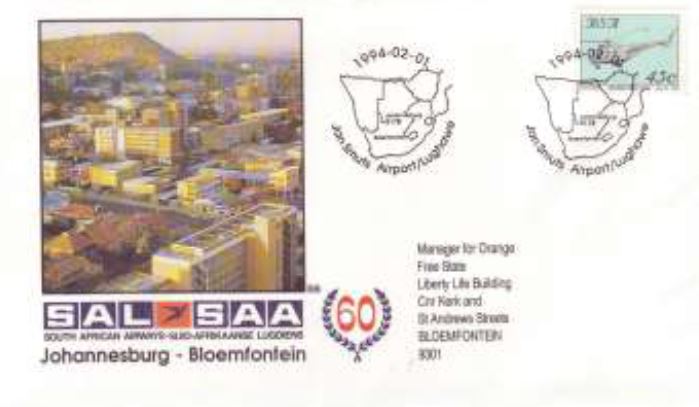 1994-02-01
Jan Smuts Airport/Lughawe
1994-02-01
Jan Smuts Airport/Lughawe
45c
Manager for Orange
Free State
Liberty Life Building
Cnr Kerk and
St Andrews Streets
BLOEMFONTEIN
9301
SAL SAA
SOUTH AFRICAN AIRWAYS-SUID-AFRIKAANSE LUGDIENS
60
Johannesburg - Bloemfontein